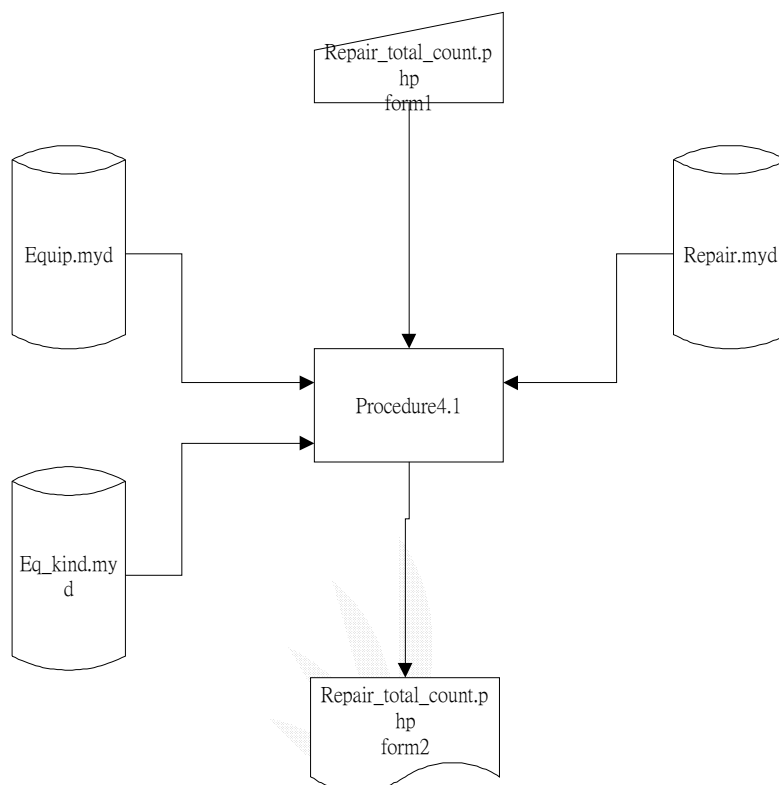 Repair_total_count.p
hp
form1
Equip.myd
Repair.myd
Procedure4.1
Eq_kind.my
d
Repair_total_count.p
hp
form2